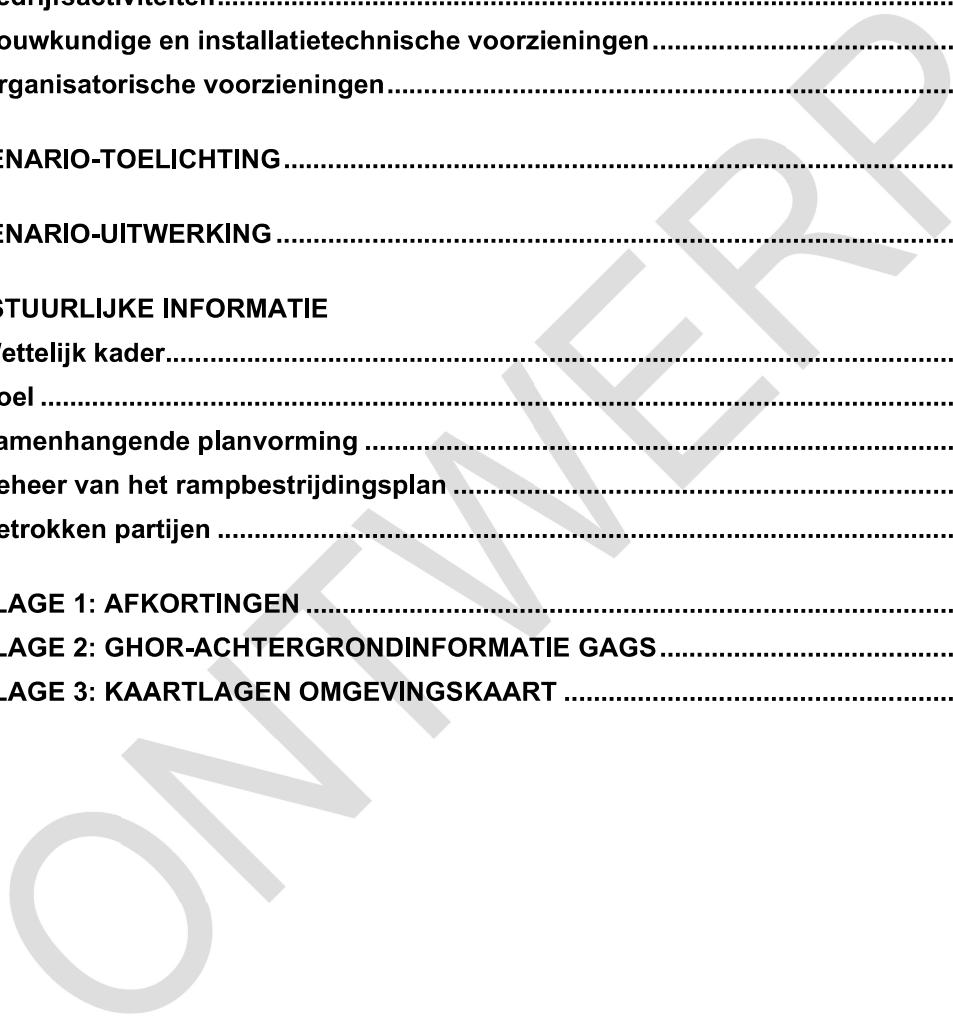 edrijfsactiviteiten
ouwkundige en installatietechnische voorzieningen
rganisatorische voorzieningen
ENARIO-TOELICHTING
ENARIO-UITWERKING
STUURLIJKE INFORMATIE
Wettelijk kader
oel
amenhangende planvorming
eheer van het rampbestrijdingsplan
etrokken partijen
LAGE 1: AFKORTINGEN
LAGE 2: GHOR-ACHTERGRONDINFORMATIE GAGS
LAGE 3: KAARTLAGEN OMGEVINGSKAART
ONTWERP